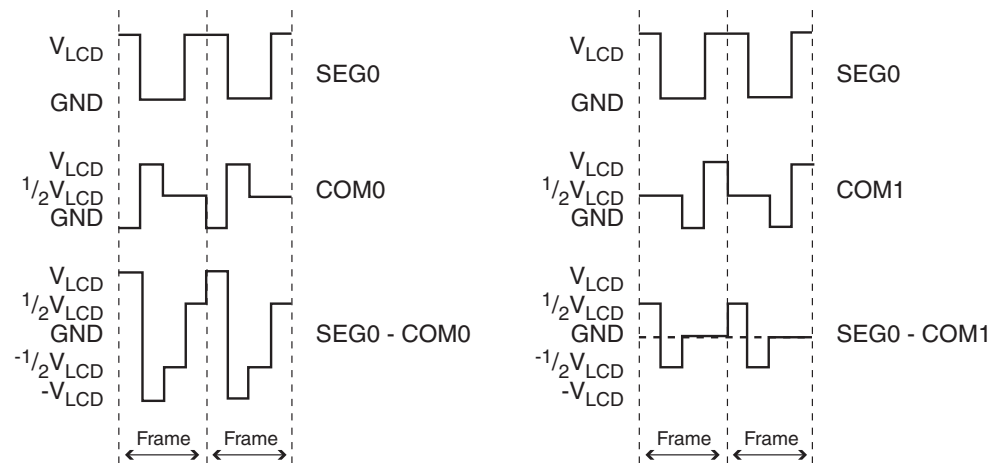 V_LCD
GND
SEG0
V_LCD
1/2V_LCD
GND
COM0
V_LCD
1/2V_LCD
GND
-1/2V_LCD
-V_LCD
SEG0 - COM0
Frame
Frame
V_LCD
GND
SEG0
V_LCD
1/2V_LCD
GND
COM1
V_LCD
1/2V_LCD
GND
-1/2V_LCD
-V_LCD
SEG0 - COM1
Frame
Frame